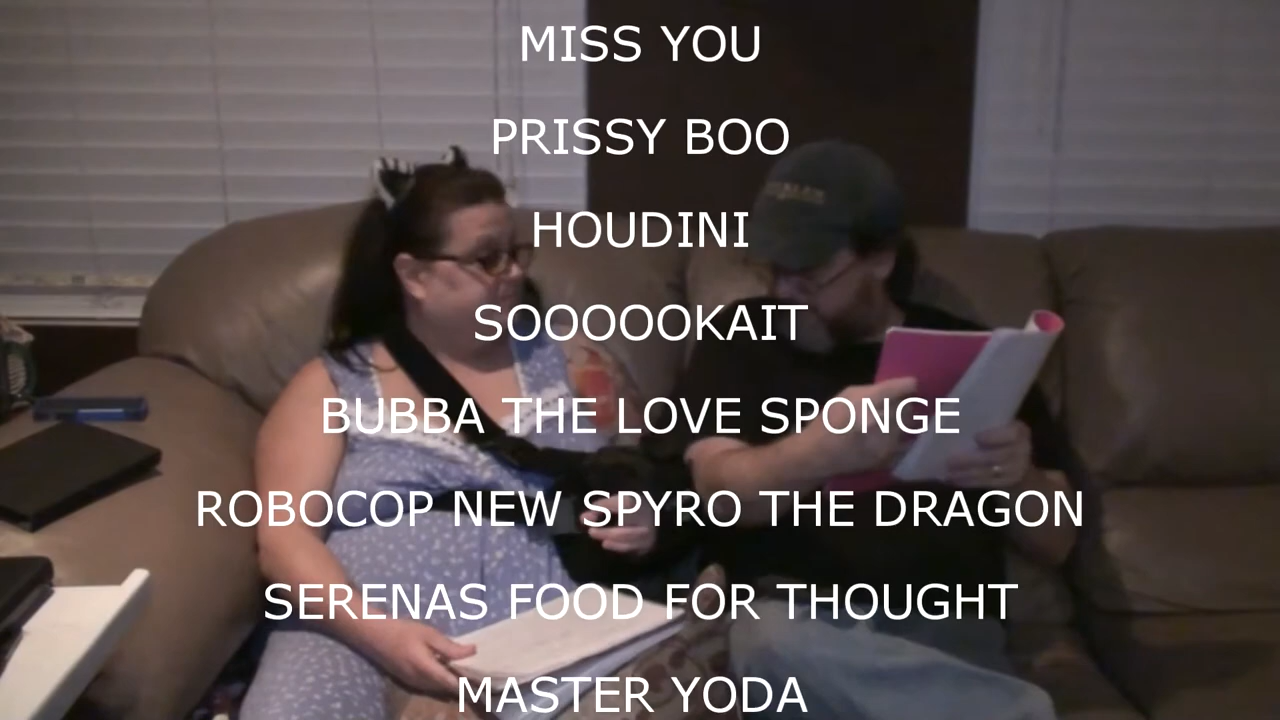 MISS YOU
PRISSY BOO
HOUDINI
SOOOOOKAIT
BUBBA THE LOVE SPONGE
ROBOCOP NEW SPYRO THE DRAGON
SERENAS FOOD FOR THOUGHT
MASTER YODA